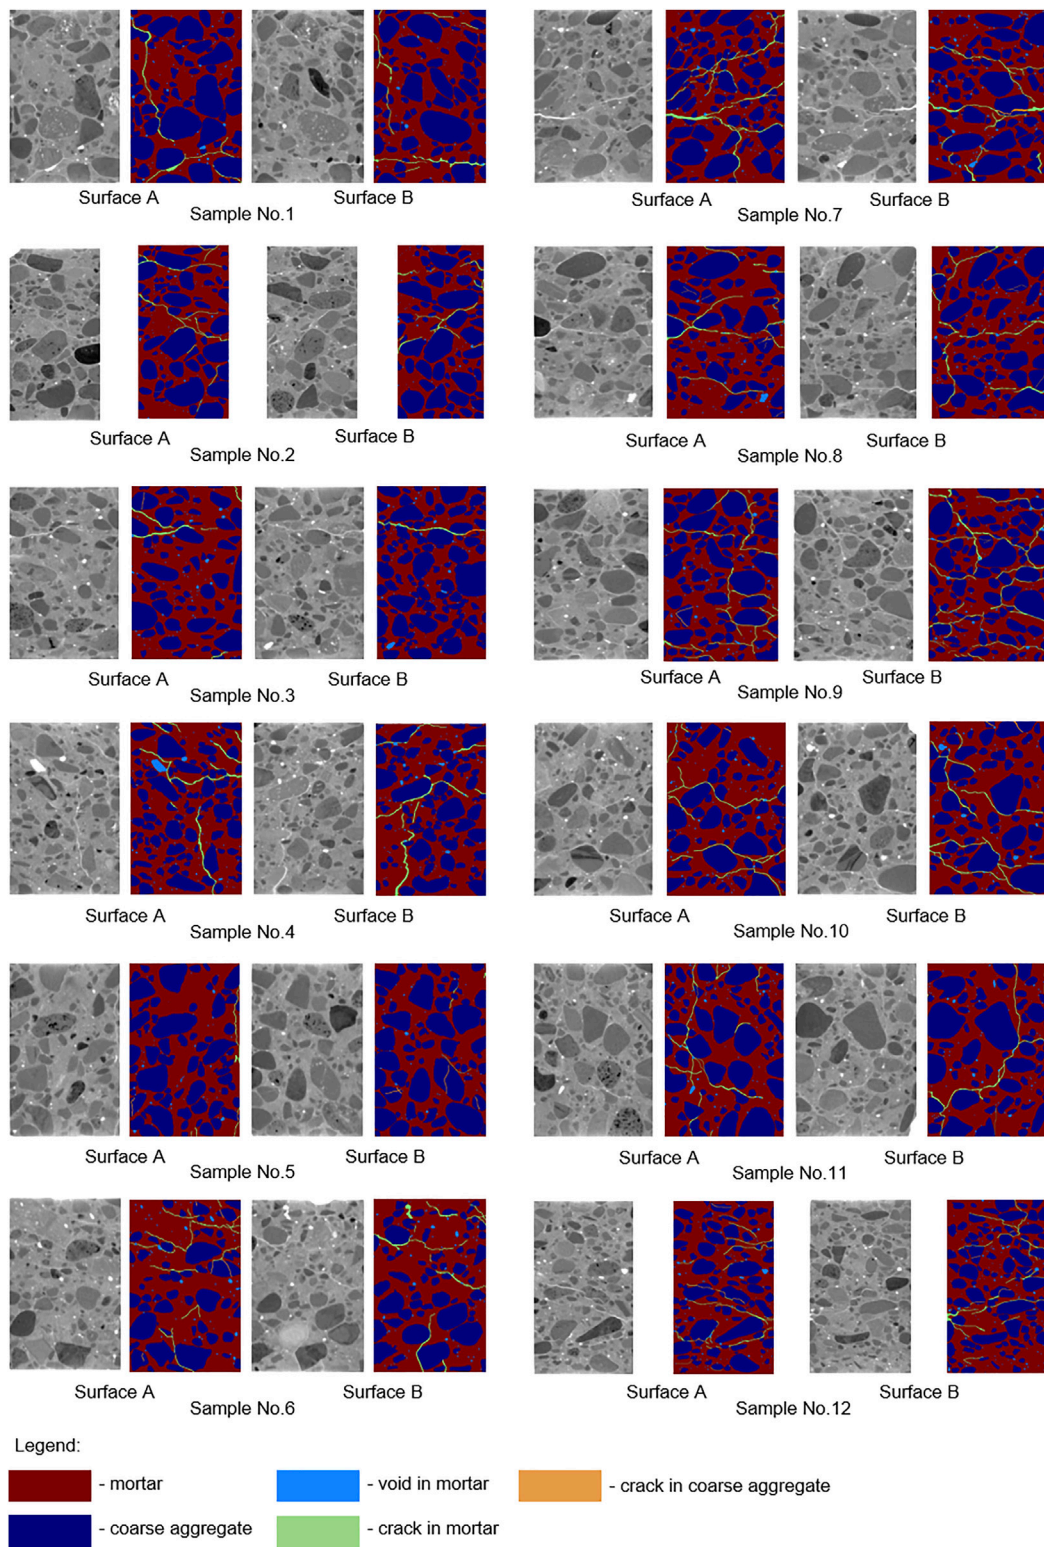 Surface A Surface B
Sample No.1
Surface A Surface B
Sample No.7
Surface A Surface B
Sample No.2
Surface A Surface B
Sample No.8
Surface A Surface B
Sample No.3
Surface A Surface B
Sample No.9
Surface A Surface B
Sample No.4
Surface A Surface B
Sample No.10
Surface A Surface B
Sample No.5
Surface A Surface B
Sample No.11
Surface A Surface B
Sample No.6
Surface A Surface B
Sample No.12
Legend:
- mortar - void in mortar - crack in coarse aggregate
- coarse aggregate - crack in mortar